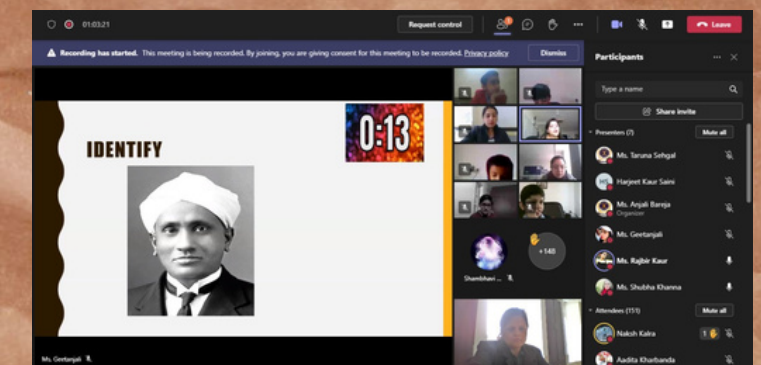 01:03:21
Request control
Leave
Recording has started. This meeting is being recorded. By joining, you are giving consent for this meeting to be recorded. Privacy policy
Dismiss
Participants
Type a name
Share invite
Presenters (7)
Mute all
Ms. Taruna Sehgal
Harjeet Kaur Saini
Ms. Anjali Bareja
Organizer
Ms. Geetanjali
Ms. Rajbir Kaur
Ms. Shubha Khanna
Attendees (151)
Mute all
Naksh Kalra
1
Aadita Kharbanda
IDENTIFY
0:13
+148
Shambhavi ...
Ms. Geetanjali